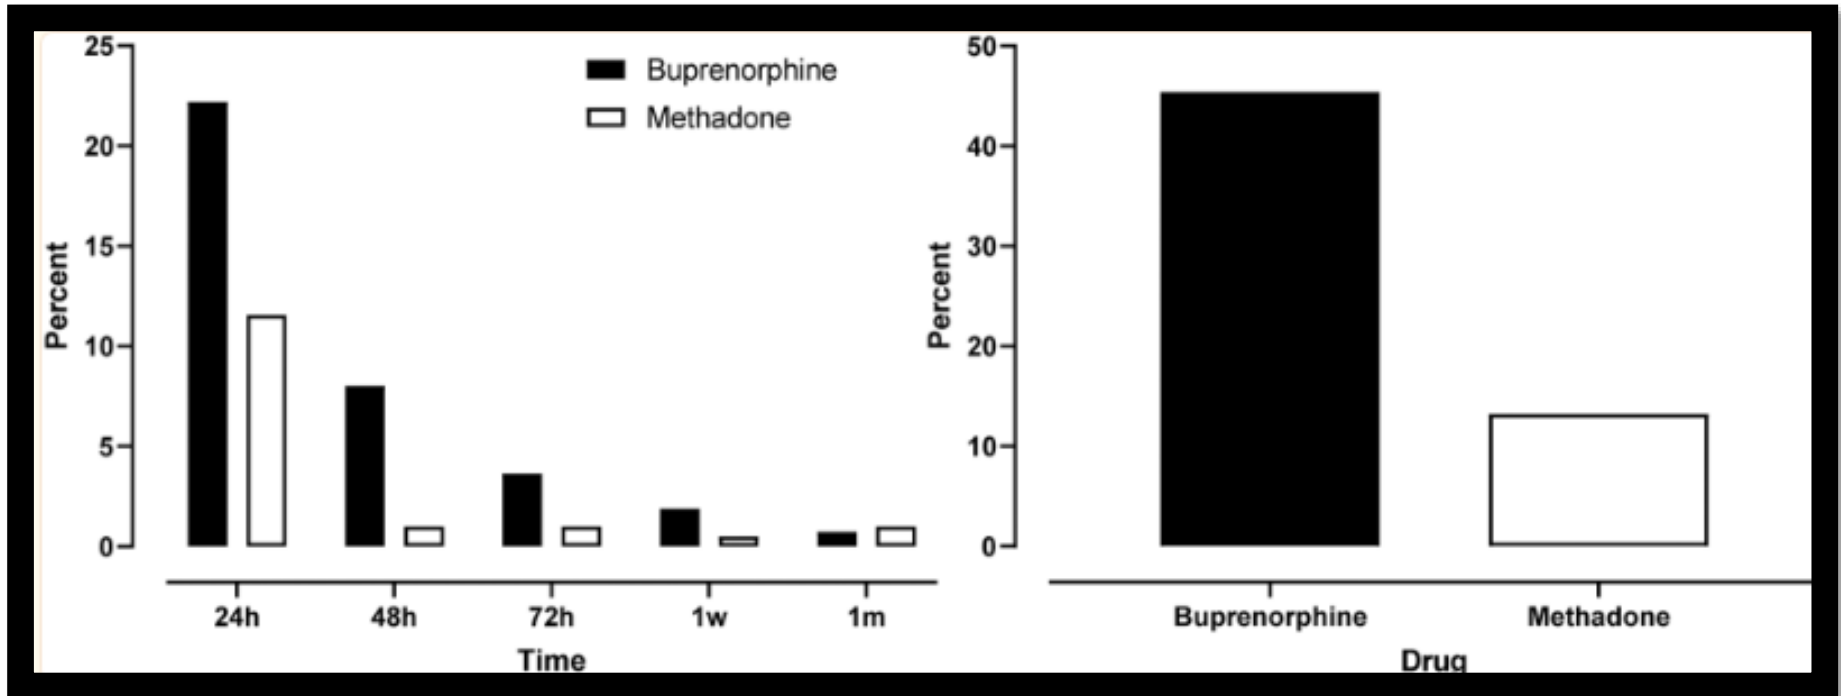 25
20
15
10
5
0
Percent
Buprenorphine
Methadone
24h 48h 72h 1w 1m
Time
50
40
30
20
10
0
Percent
Buprenorphine Methadone
Drug